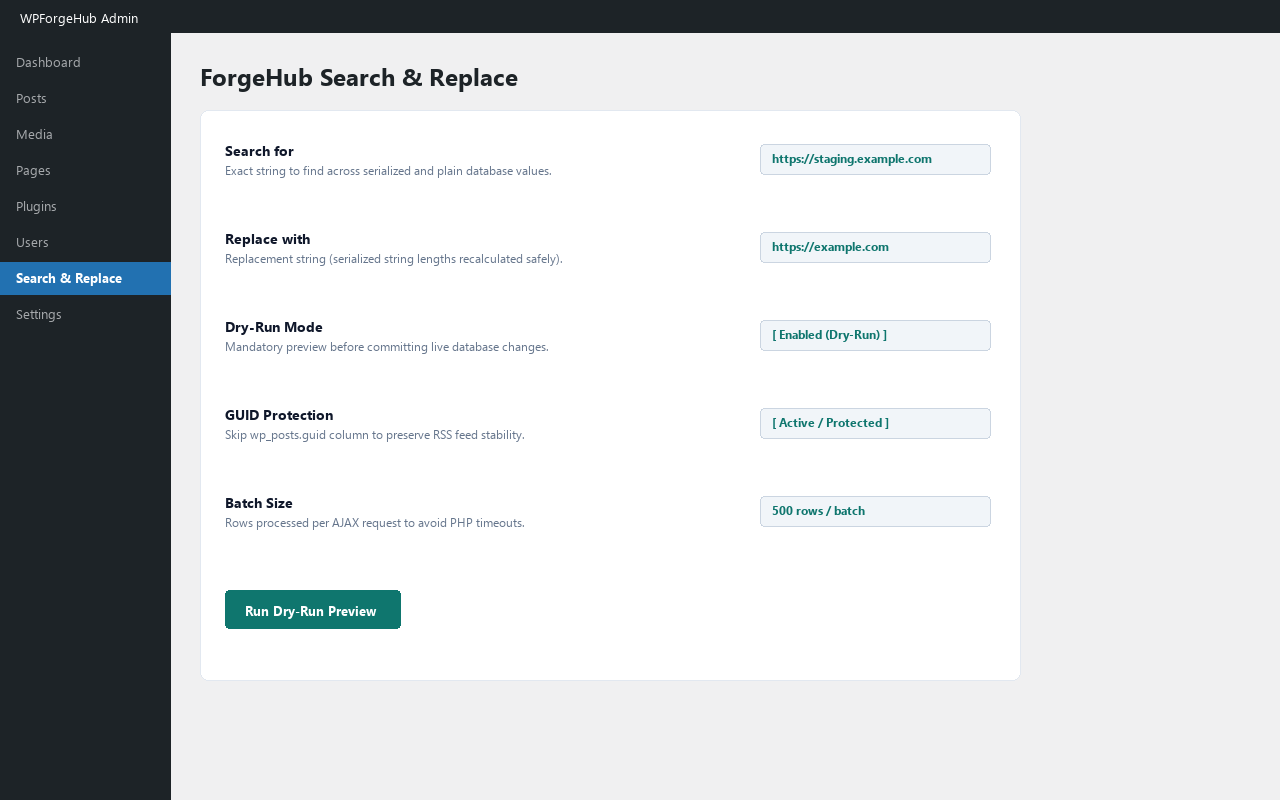 WPForgeHub Admin
Dashboard
Posts
Media
Pages
Plugins
Users
Search & Replace
Settings
ForgeHub Search & Replace
Search for
Exact string to find across serialized and plain database values.
https://staging.example.com
Replace with
Replacement string (serialized string lengths recalculated safely).
https://example.com
Dry-Run Mode
Mandatory preview before committing live database changes.
[ Enabled (Dry-Run) ]
GUID Protection
Skip wp_posts.guid column to preserve RSS feed stability.
[ Active / Protected ]
Batch Size
Rows processed per AJAX request to avoid PHP timeouts.
500 rows / batch
Run Dry-Run Preview